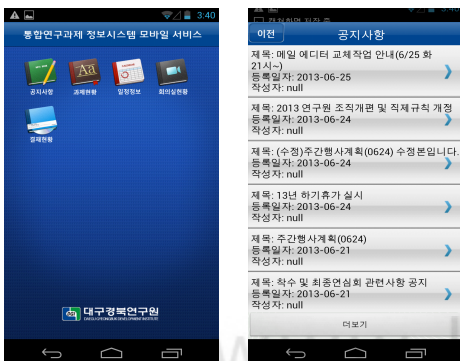 3:40
통합연구과제 정보시스템 모바일 서비스
공지사항
과제현황
일정정보
회의실현황
결재현황
대구경북연구원
DAEGU GYEONGBUK DEVELOPMENT INSTITUTE
3:40
캡처화면 저장 중
이전
공지사항
제목: 메일 에디터 교체작업 안내(6/25 화
21시~)
등록일자: 2013-06-25
작성자: null
제목: 2013 연구원 조직개편 및 직제규칙 개정
등록일자: 2013-06-24
작성자: null
제목: (수정)주간행사계획(0624) 수정본입니다.
등록일자: 2013-06-24
작성자: null
제목: 13년 하기휴가 실시
등록일자: 2013-06-24
작성자: null
제목: 주간행사계획(0624)
등록일자: 2013-06-21
작성자: null
제목: 착수 및 최종연심회 관련사항 공지
등록일자: 2013-06-21
작성자: null
더보기